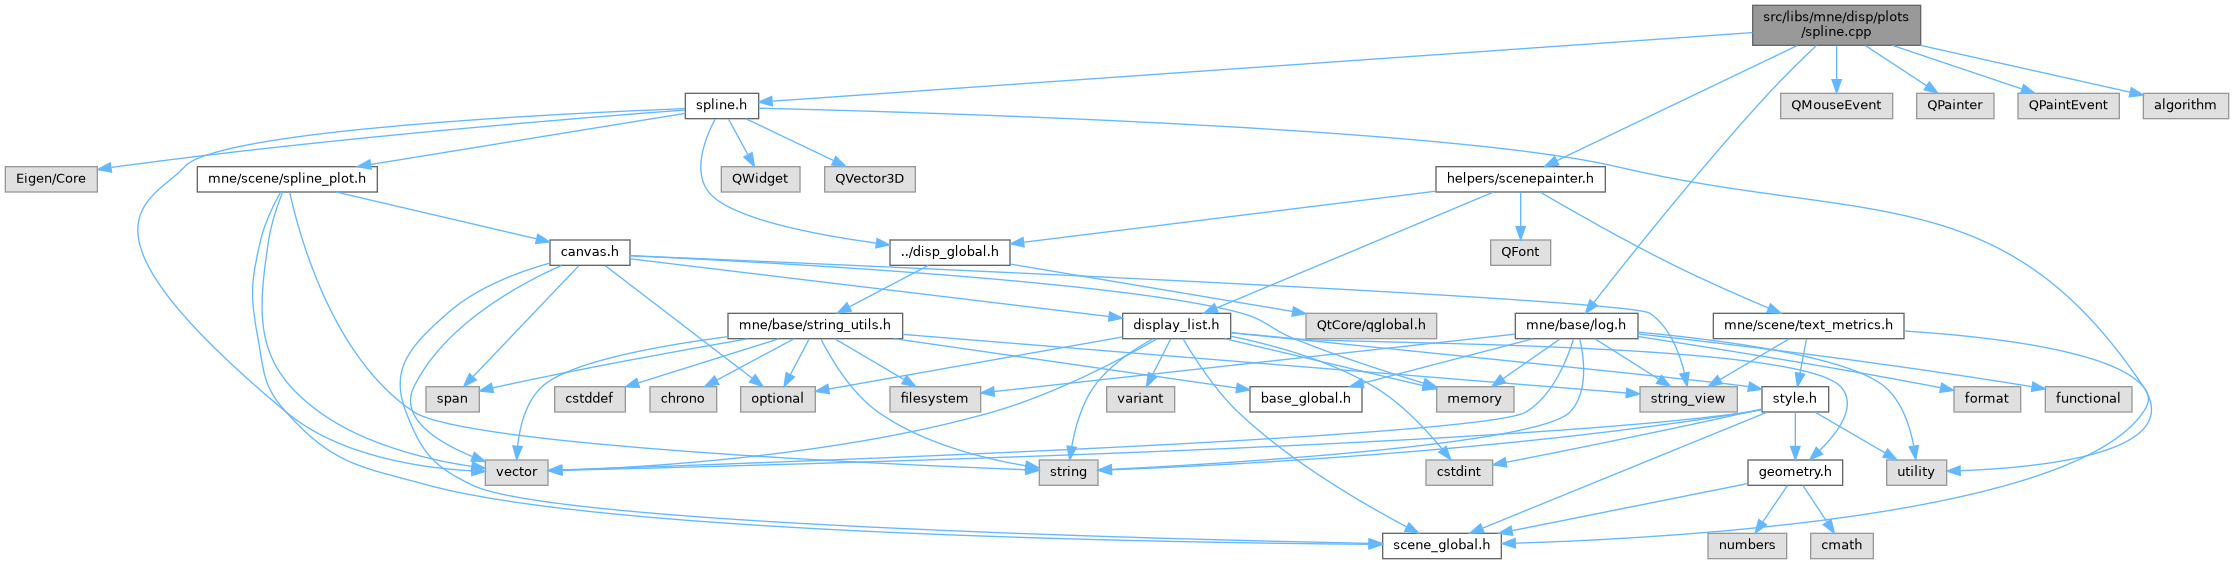 src/libs/mne/disp/plots
/spline.cpp
spline.h
QMouseEvent
QPainter
QPaintEvent
algorithm
Eigen/Core
mne/scene/spline_plot.h
QWidget
QVector3D
helpers/scenepainter.h
canvas.h
../disp_global.h
QFont
mne/base/string_utils.h
display_list.h
QtCore/qglobal.h
mne/base/log.h
mne/scene/text_metrics.h
span
cstddef
chrono
optional
filesystem
variant
base_global.h
memory
string_view
style.h
format
functional
vector
string
cstdint
geometry.h
utility
scene_global.h
numbers
cmath